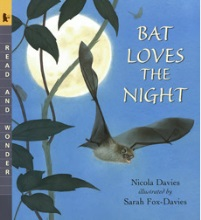 BAT
LOVES
THE
NIGHT
READ AND WONDER
Nicola Davies
illustrated by
Sarah Fox-Davies